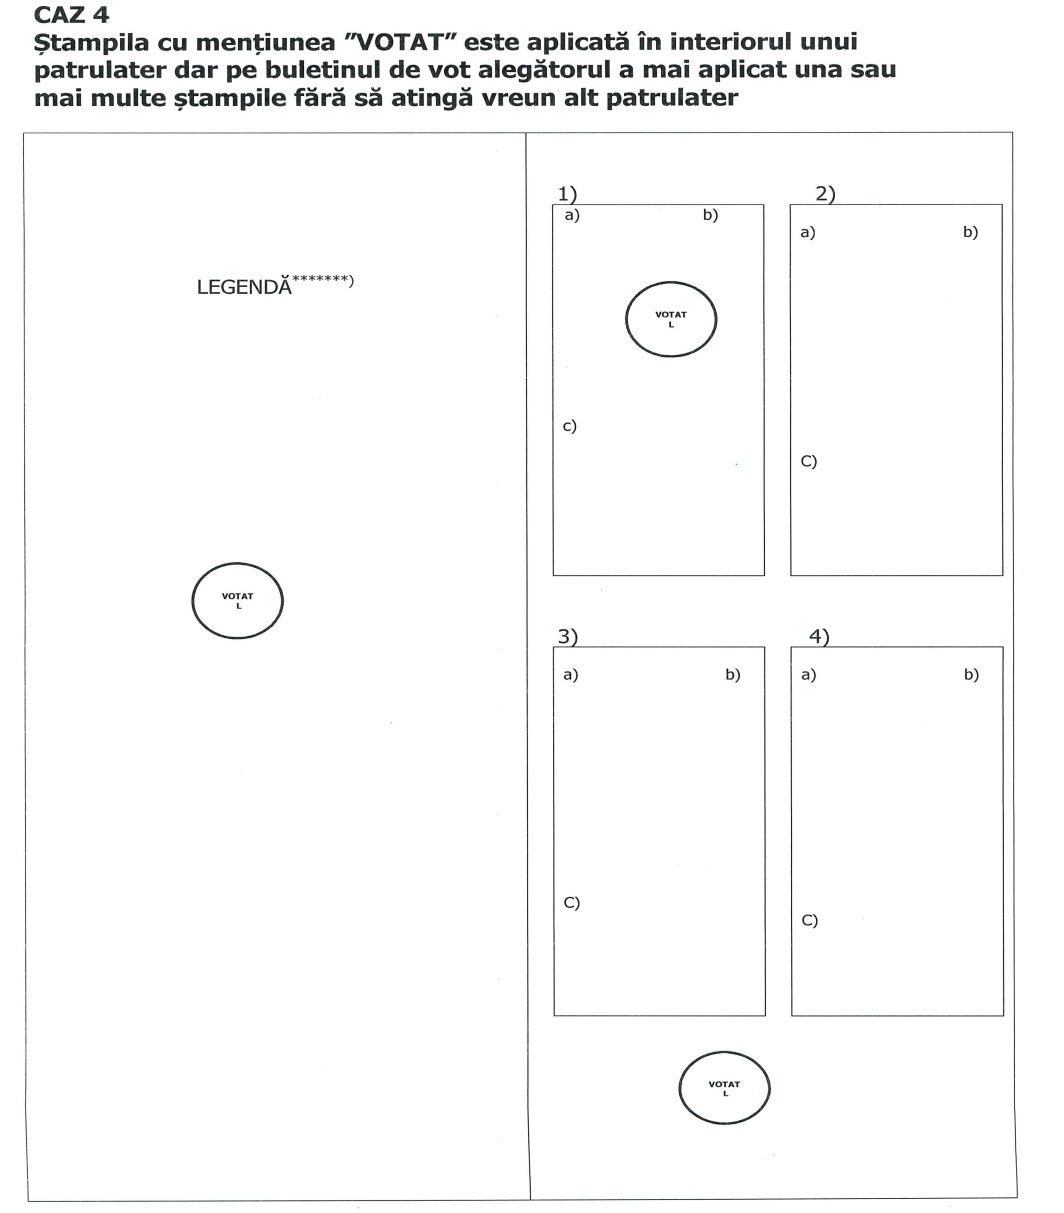 CAZ 4
Ștampila cu mențiunea ”VOTAT” este aplicată în interiorul unui
patrulater dar pe buletinul de vot alegătorul a mai aplicat una sau
mai multe ștampile fără să atingă vreun alt patrulater
LEGENDĂ*******)
VOTAT
L
1)
a) b)
VOTAT
L
c)
2)
a) b)
C)
3)
a) b)
C)
4)
a) b)
C)
VOTAT
L